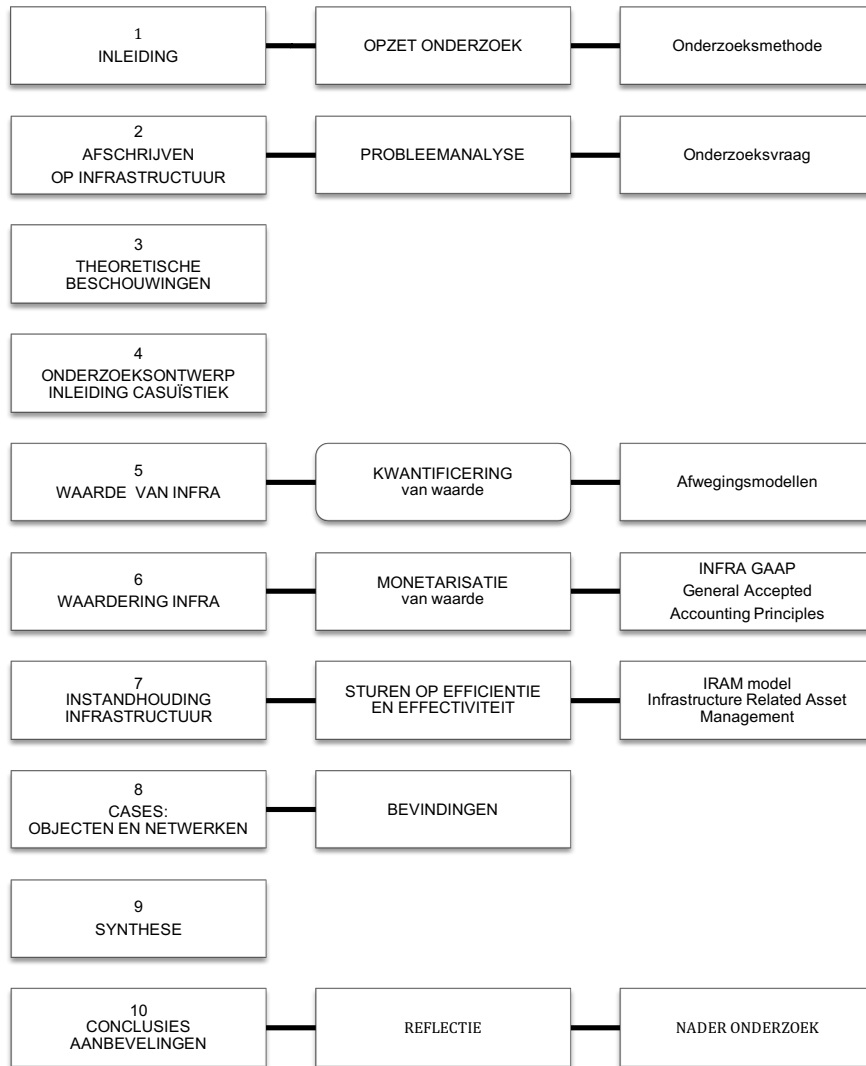 1
INLEIDING
OPZET ONDERZOEK
Onderzoeksmethode
2
AFSCHRIJVEN
OP INFRASTRUCTUUR
PROBLEEMANALYSE
Onderzoeksvraag
3
THEORETISCHE
BESCHOUWINGEN
4
ONDERZOEKSONTWERP
INLEIDING CASUÏSTIEK
5
WAARDE VAN INFRA
KWANTIFICERING
van waarde
Afwegingsmodellen
6
WAARDERING INFRA
MONETARISATIE
van waarde
INFRA GAAP
General Accepted
Accounting Principles
7
INSTANDHOUDING
INFRASTRUCTUUR
STUREN OP EFFICIENTIE
EN EFFECTIVITEIT
IRAM model
Infrastructure Related Asset
Management
8
CASES:
OBJECTEN EN NETWERKEN
BEVINDINGEN
9
SYNTHESE
10
CONCLUSIES
AANBEVELINGEN
REFLECTIE
NADER ONDERZOEK